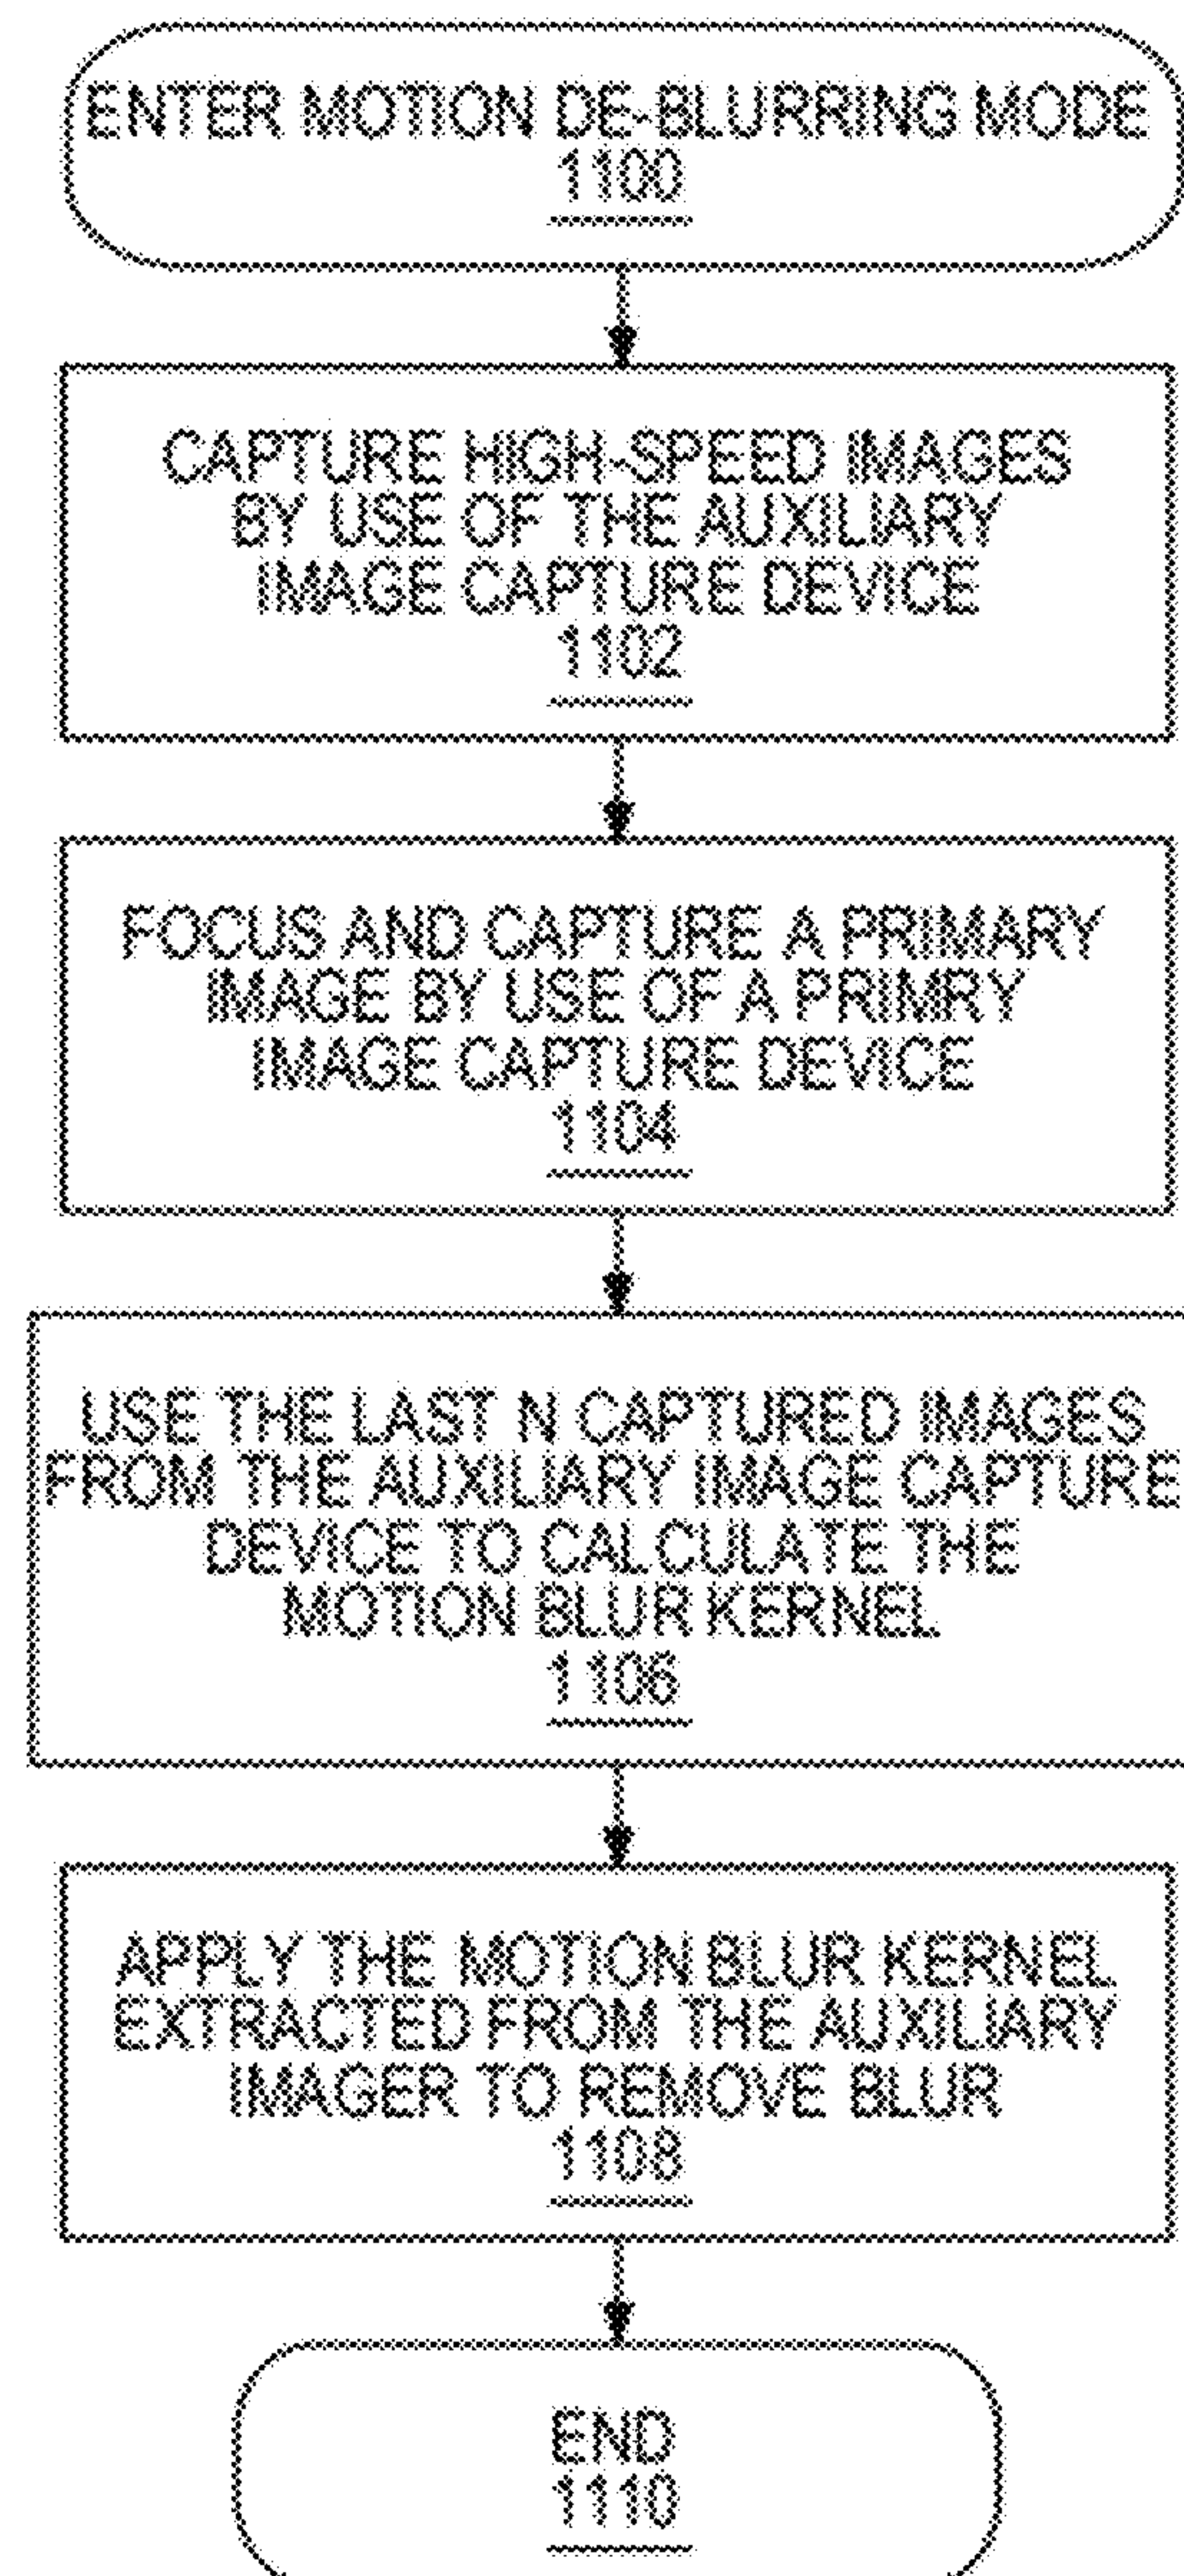 ENTER MOTION DE-BLURRING MODE
1100
CAPTURE HIGH-SPEED IMAGES
BY USE OF THE AUXILIARY
IMAGE CAPTURE DEVICE
1102
FOCUS AND CAPTURE A PRIMARY
IMAGE BY USE OF A PRIMRY
IMAGE CAPTURE DEVICE
1104
USE THE LAST N CAPTURED IMAGES
FROM THE AUXILIARY IMAGE CAPTURE
DEVICE TO CALCULATE THE
MOTION BLUR KERNEL
1106
APPLY THE MOTION BLUR KERNEL
EXTRACTED FROM THE AUXILIARY
IMAGER TO REMOVE BLUR
1108
END
1110